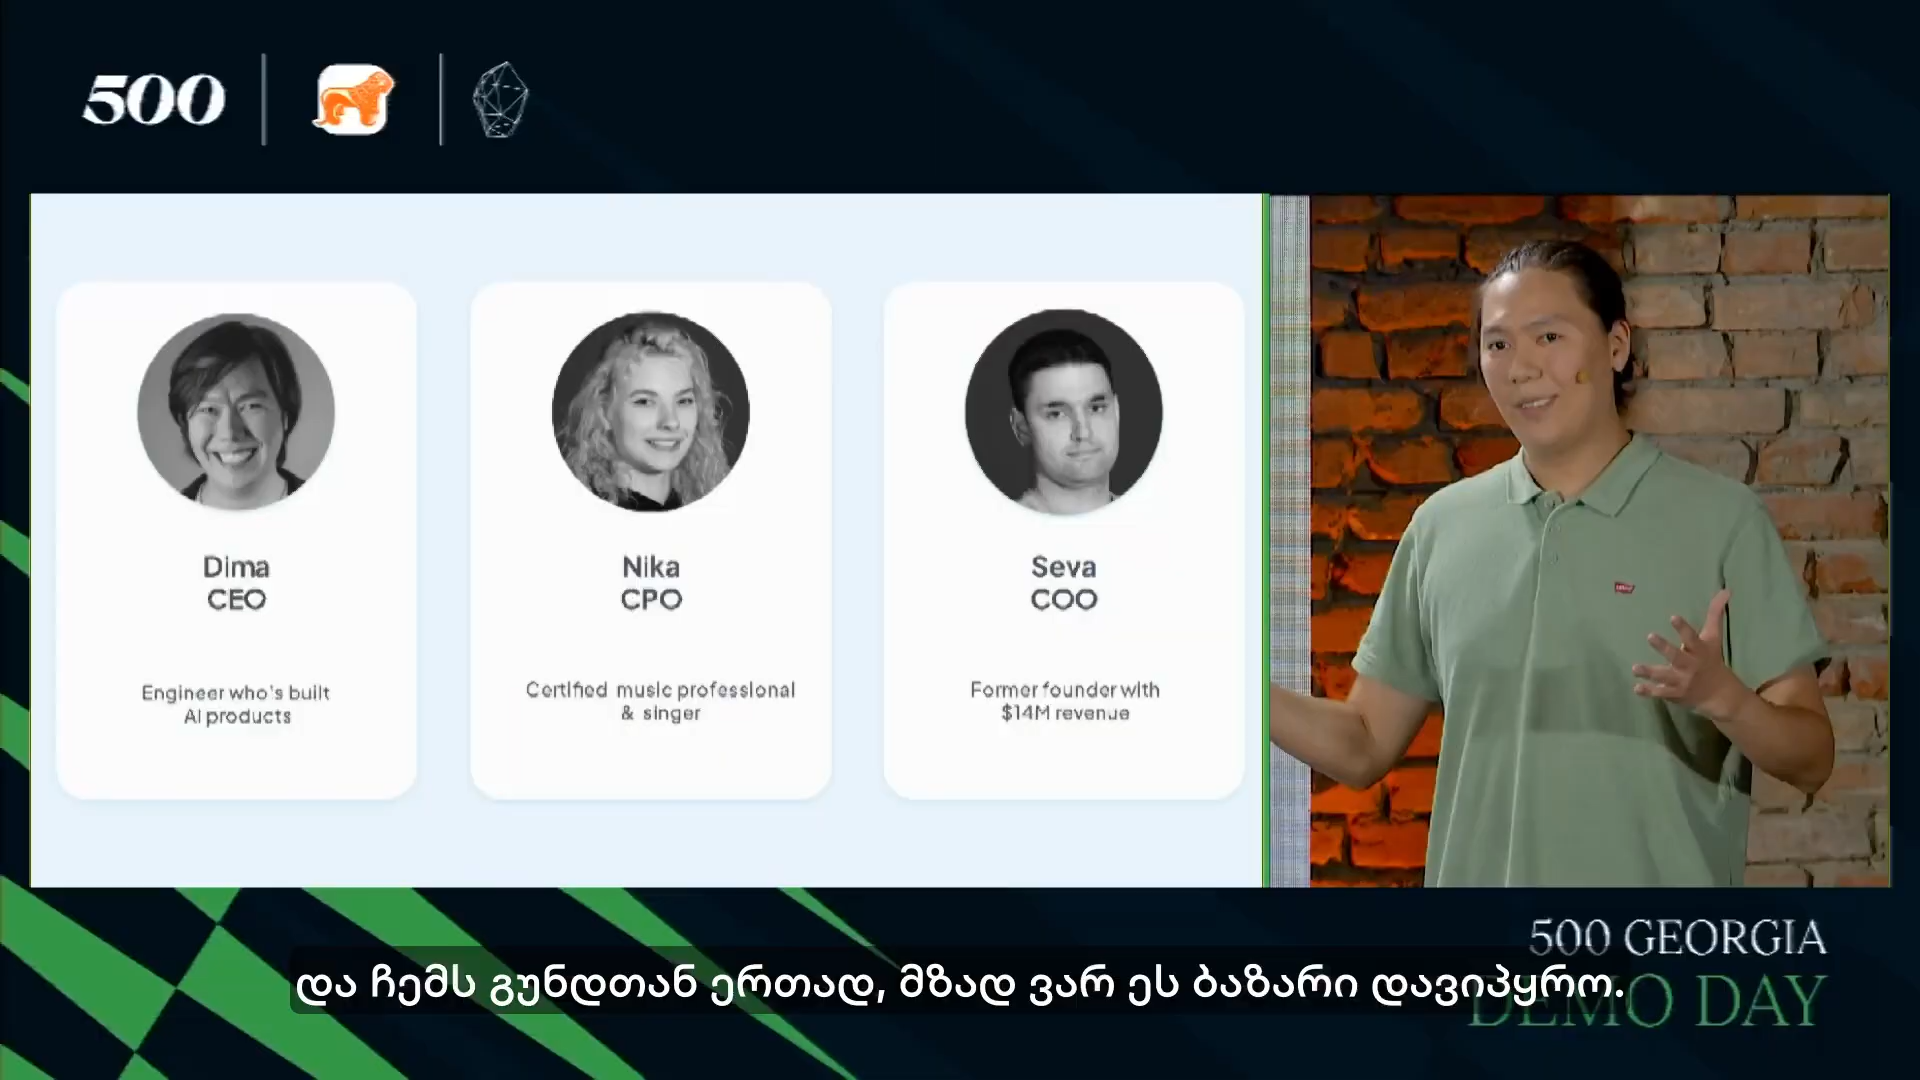 500
Dima
CEO
Engineer who's built
AI products
Nika
CPO
Certified music professional
& singer
Seva
COO
Former founder with
$14M revenue
500 GEORGIA
DEMO DAY
და ჩემს გუნდთან ერთად, მზად ვარ ეს ბაზარი დავიპყრო.